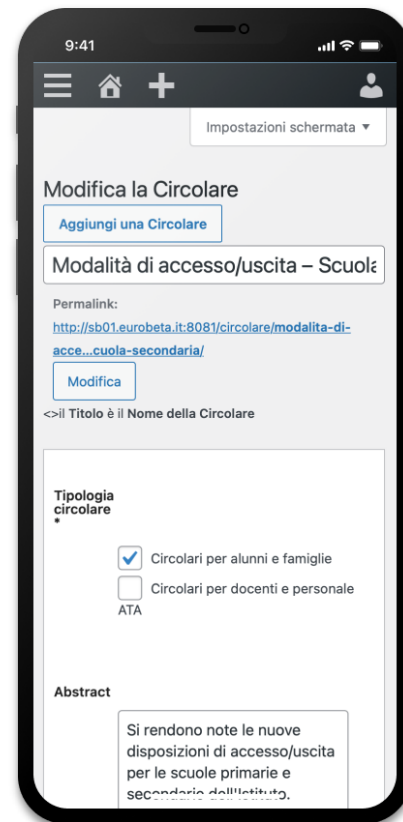 9:41
Impostazioni schermata ▼
Modifica la Circolare
Aggiungi una Circolare
Modalità di accesso/uscita – Scuola
Permalink:
http://sb01.eurobeta.it:8081/circolare/modalita-di-
acce...cuola-secondaria/
Modifica
<>il Titolo è il Nome della Circolare
Tipologia
circolare
*
Circolari per alunni e famiglie
Circolari per docenti e personale
ATA
Abstract
Si rendono note le nuove
disposizioni di accesso/uscita
per le scuole primarie e
secondarie dell'Istituto.